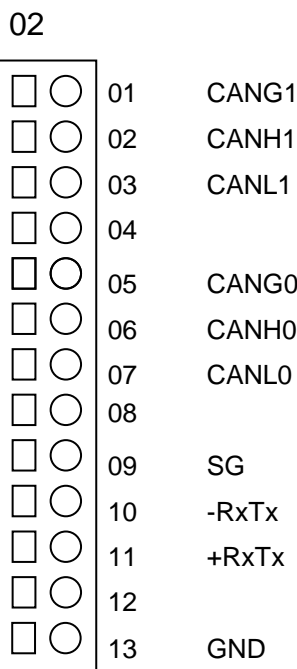 02
01 CANG1
02 CANH1
03 CANL1
04
05 CANG0
06 CANH0
07 CANL0
08
09 SG
10 -RxTx
11 +RxTx
12
13 GND